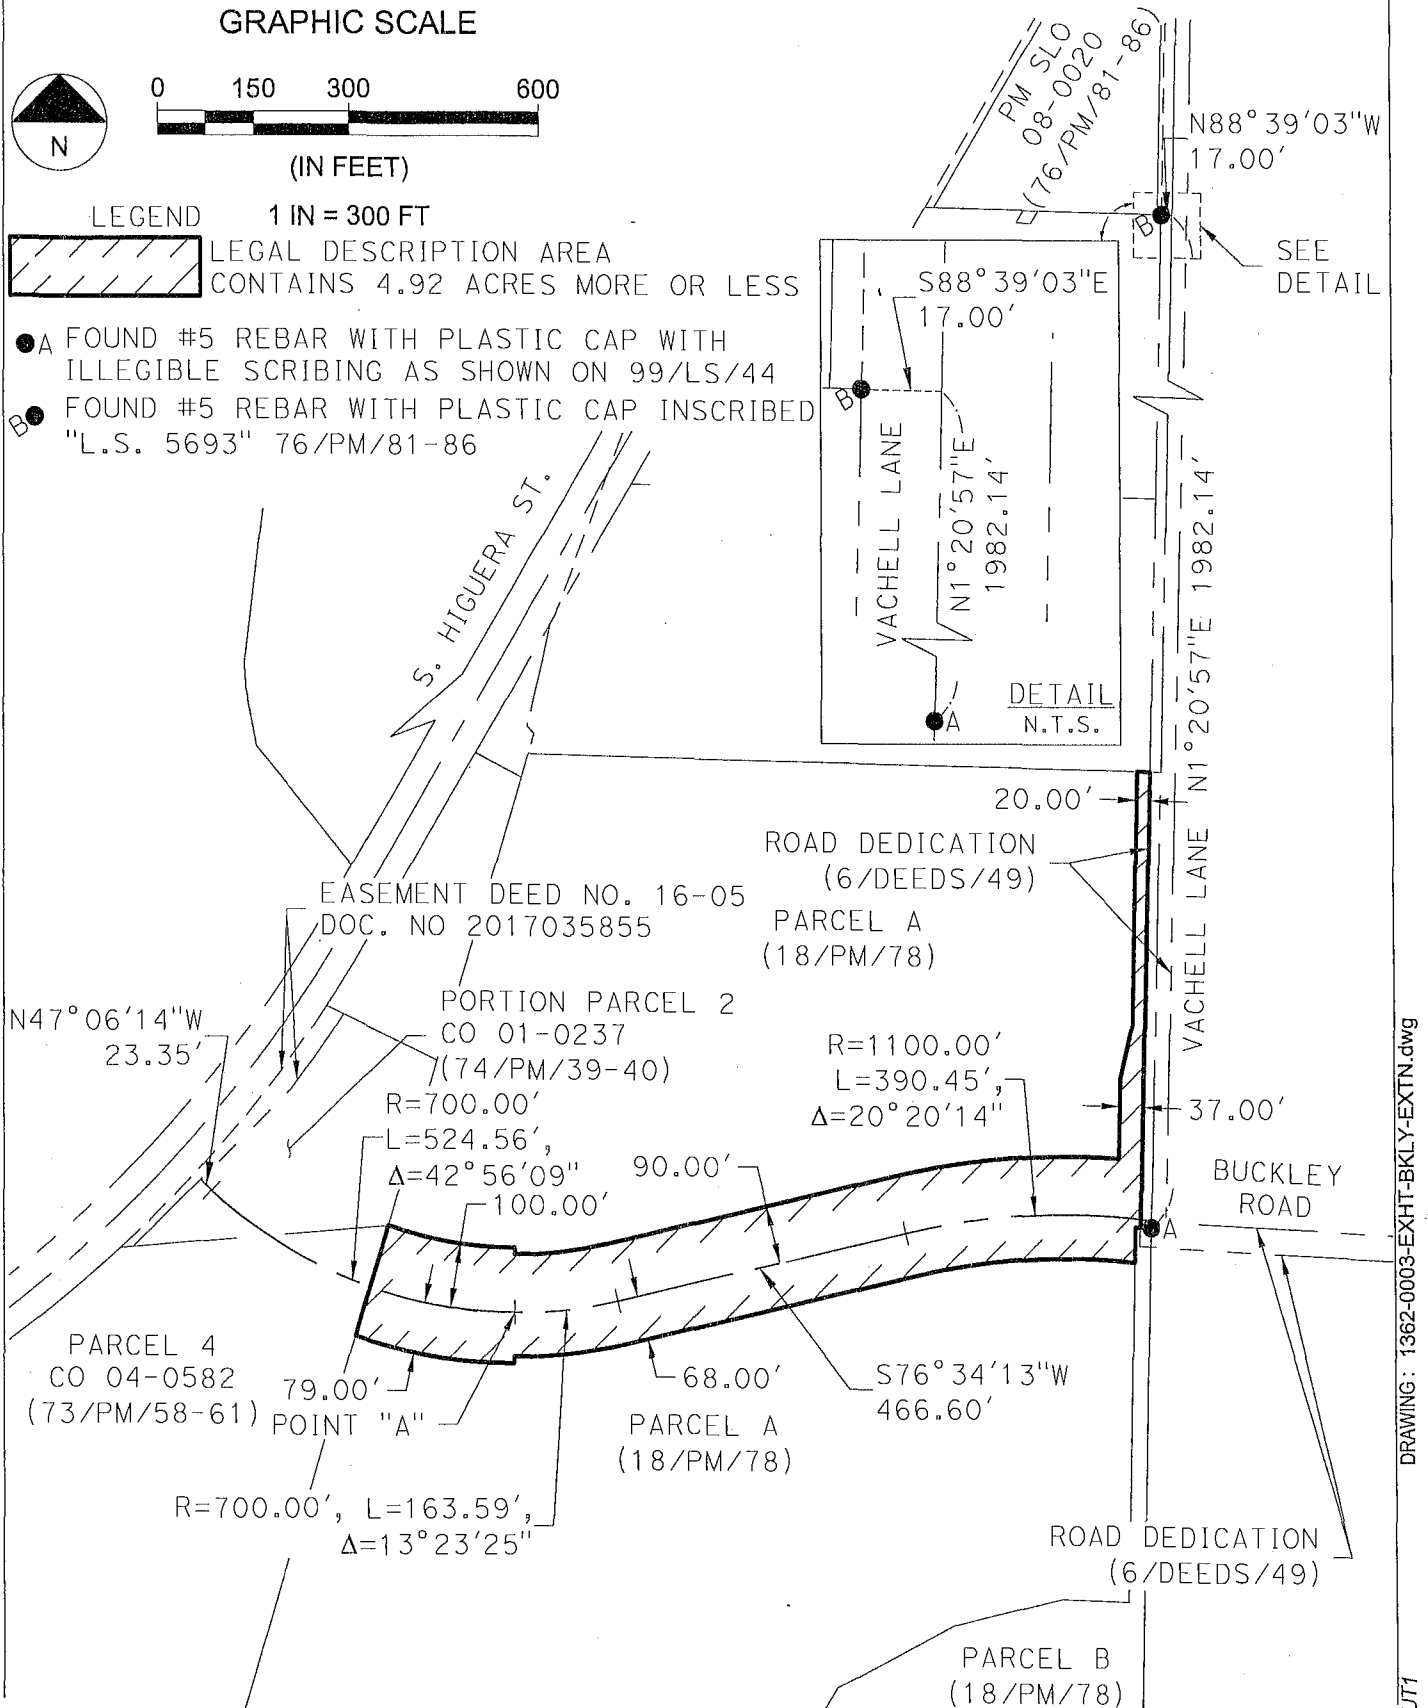 GRAPHIC SCALE
0 150 300 600
N
(IN FEET)
1 IN = 300 FT
LEGEND
LEGAL DESCRIPTION AREA
CONTAINS 4.92 ACRES MORE OR LESS
A FOUND #5 REBAR WITH PLASTIC CAP WITH
ILLEGIBLE SCRIBING AS SHOWN ON 99/LS/44
B FOUND #5 REBAR WITH PLASTIC CAP INSCRIBED
"L.S. 5693" 76/PM/81-86
PM SLO
08-0020
(76/PM/81-86)
N88°39'03"W
17.00'
B
SEE
DETAIL
S88°39'03"E
17.00'
B
VACHELL LANE
N1°20'57"E
1982.14'
A
DETAIL
N.T.S.
S. HIGUERA ST.
VACHELL LANE N1°20'57"E 1982.14'
20.00'
ROAD DEDICATION
(6/DEEDS/49)
PARCEL A
(18/PM/78)
EASEMENT DEED NO. 16-05
DOC. NO 2017035855
PORTION PARCEL 2
CO 01-0237
(74/PM/39-40)
N47°06'14"W
23.35'
R=700.00'
L=524.56',
Δ=42°56'09"
100.00'
90.00'
R=1100.00'
L=390.45',
Δ=20°20'14"
37.00'
BUCKLEY
ROAD
A
PARCEL 4
CO 04-0582
(73/PM/58-61)
79.00'
POINT "A"
68.00'
S76°34'13"W
466.60'
PARCEL A
(18/PM/78)
R=700.00', L=163.59',
Δ=13°23'25"
ROAD DEDICATION
(6/DEEDS/49)
PARCEL B
(18/PM/78)
DRAWING: 1362-0003-EXHT-BKLY-EXTN.dwg